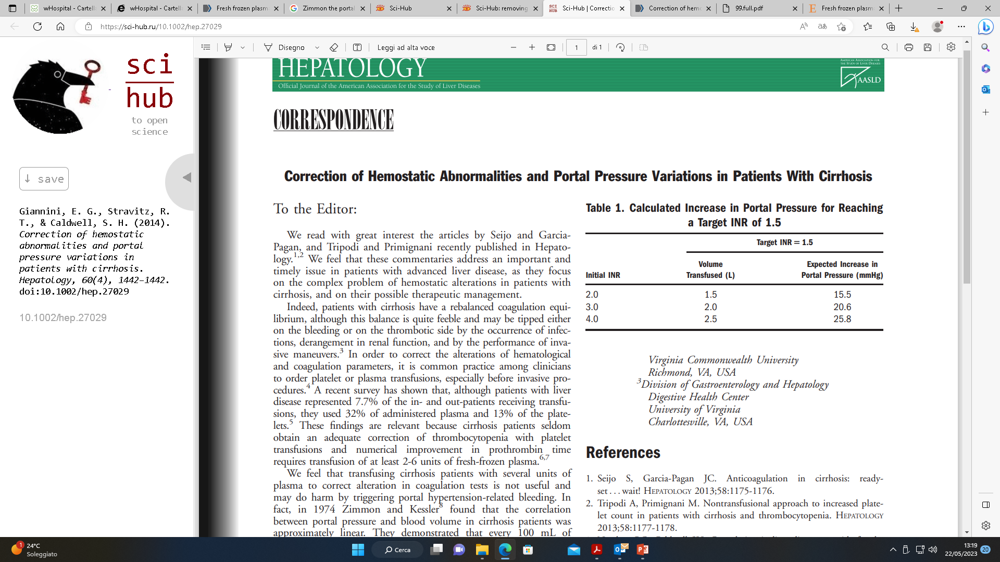 wHospital - Cartell
wHospital - Cartell
Fresh frozen plasm
Zimmon the portal
Sci-Hub
Sci-Hub: removing
Sci-Hub | Correctio
Correction of hemo
99.full.pdf
Fresh frozen plasm
https://sci-hub.ru/10.1002/hep.27029
Disegno
Leggi ad alta voce
1
di 1
sci
hub
to open
science
↓ save
Giannini, E. G., Stravitz, R.
T., & Caldwell, S. H. (2014).
Correction of hemostatic
abnormalities and portal
pressure variations in
patients with cirrhosis.
Hepatology, 60(4), 1442–1442.
doi:10.1002/hep.27029
10.1002/hep.27029
HEPATOLOGY
Official Journal of the American Association for the Study of Liver Diseases
AMERICAN ASSOCIATION FOR
THE STUDY OF LIVER DISEASES
AASLD
CORRESPONDENCE
Correction of Hemostatic Abnormalities and Portal Pressure Variations in Patients With Cirrhosis
To the Editor:
We read with great interest the articles by Seijo and Garcia-
Pagan, and Tripodi and Primignani recently published in Hepato-
logy.1,2 We feel that these commentaries address an important and
timely issue in patients with advanced liver disease, as they focus
on the complex problem of hemostatic alterations in patients with
cirrhosis, and on their possible therapeutic management.
Indeed, patients with cirrhosis have a rebalanced coagulation equi-
librium, although this balance is quite feeble and may be tipped either
on the bleeding or on the thrombotic side by the occurrence of infec-
tions, derangement in renal function, and by the performance of inva-
sive maneuvers.3 In order to correct the alterations of hematological
and coagulation parameters, it is common practice among clinicians
to order platelet or plasma transfusions, especially before invasive pro-
cedures.4 A recent survey has shown that, although patients with liver
disease represented 7.7% of the in- and out-patients receiving transfu-
sions, they used 32% of administered plasma and 13% of the plate-
lets.5 These findings are relevant because cirrhosis patients seldom
obtain an adequate correction of thrombocytopenia with platelet
transfusions and numerical improvement in prothrombin time
requires transfusion of at least 2-6 units of fresh-frozen plasma.6,7
We feel that transfusing cirrhosis patients with several units of
plasma to correct alteration in coagulation tests is not useful and
may do harm by triggering portal hypertension-related bleeding. In
fact, in 1974 Zimmon and Kessler8 found that the correlation
between portal pressure and blood volume in cirrhosis patients was
approximately linear. They demonstrated that every 100 mL of
Table 1. Calculated Increase in Portal Pressure for Reaching
a Target INR of 1.5
Target INR = 1.5
Initial INR
Volume
Transfused (L)
Expected Increase in
Portal Pressure (mmHg)
2.0 1.5 15.5
3.0 2.0 20.6
4.0 2.5 25.8
Virginia Commonwealth University
Richmond, VA, USA
3Division of Gastroenterology and Hepatology
Digestive Health Center
University of Virginia
Charlottesville, VA, USA
References
1. Seijo S, Garcia-Pagan JC. Anticoagulation in cirrhosis: ready-
set . . . wait! HEPATOLOGY 2013;58:1175-1176.
2. Tripodi A, Primignani M. Nontransfusional approach to increased plate-
let count in patients with cirrhosis and thrombocytopenia. HEPATOLOGY
2013;58:1177-1178.
1
24°C
Soleggiato
Cerca
13:19
22/05/2023
20